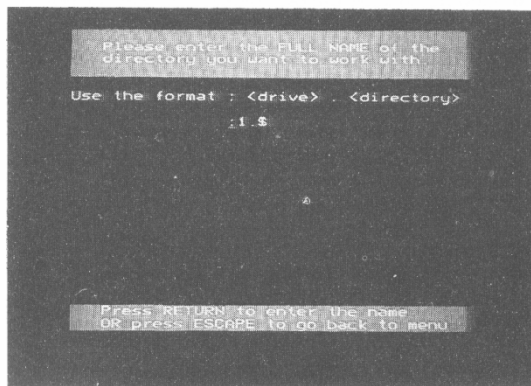 Please enter the FULL NAME of the
directory you want to work with
Use the format : <drive> . <directory>
:1.$
Press RETURN to enter the name
OR press ESCAPE to go back to menu